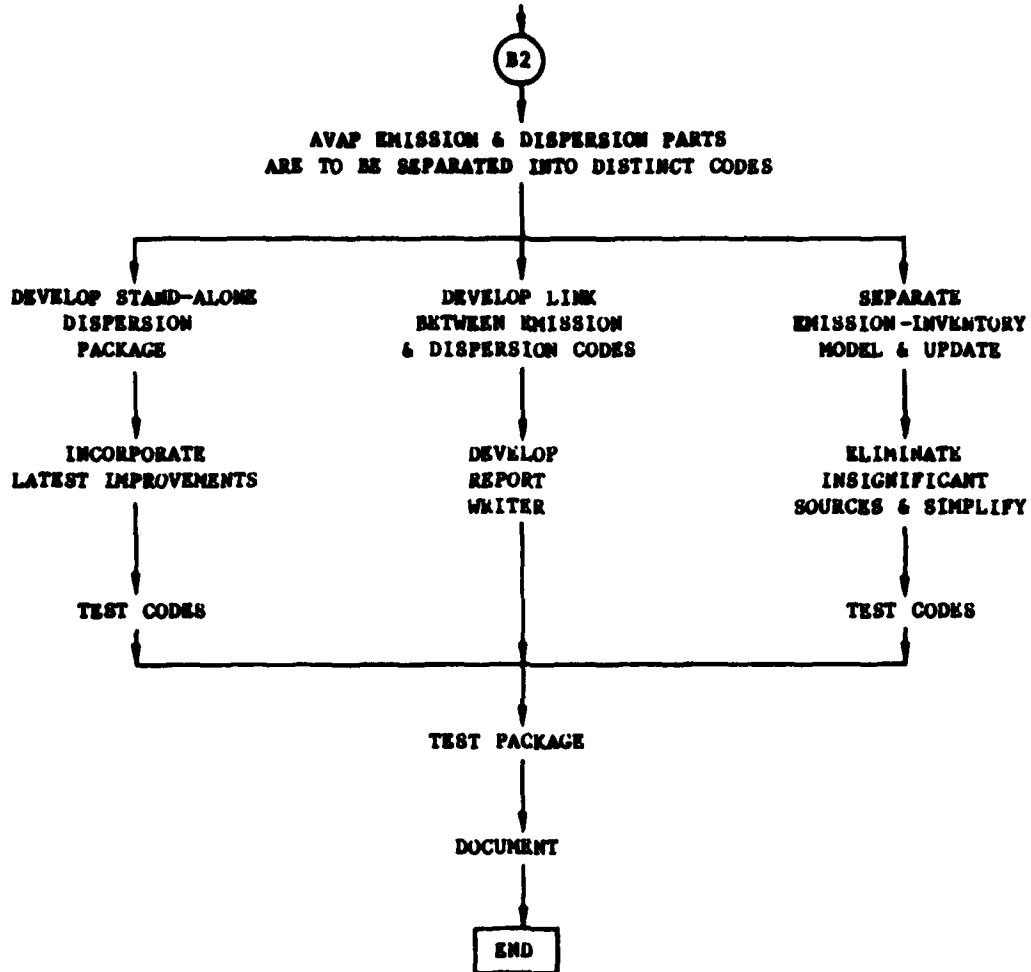 B2
AVAP EMISSION & DISPERSION PARTS
ARE TO BE SEPARATED INTO DISTINCT CODES
DEVELOP STAND-ALONE
DISPERSION
PACKAGE
DEVELOP LINK
BETWEEN EMISSION
& DISPERSION CODES
SEPARATE
EMISSION-INVENTORY
MODEL & UPDATE
INCORPORATE
LATEST IMPROVEMENTS
DEVELOP
REPORT
WRITER
ELIMINATE
INSIGNIFICANT
SOURCES & SIMPLIFY
TEST CODES
TEST CODES
TEST PACKAGE
DOCUMENT
END